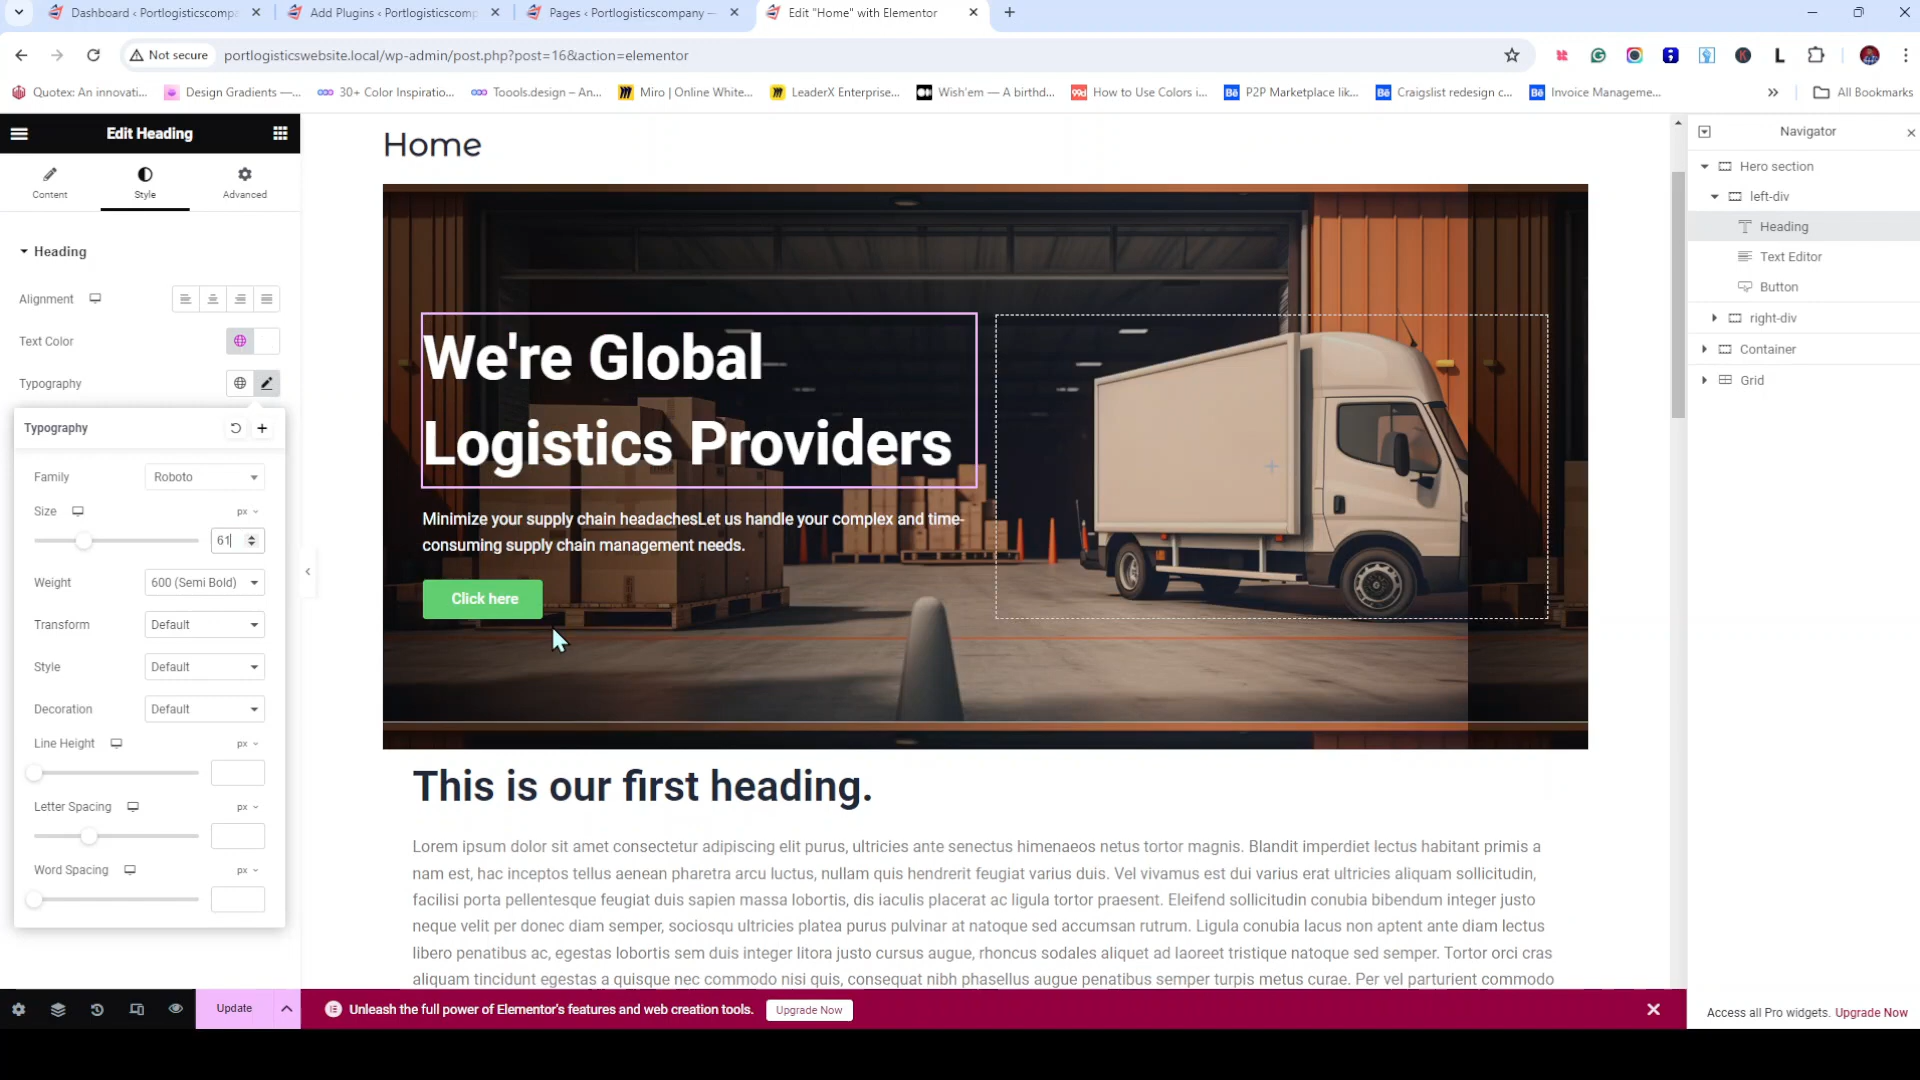 Dashboard ‹ Portlogisticscompa
Add Plugins ‹ Portlogisticscomp
Pages ‹ Portlogisticscompany —
Edit "Home" with Elementor
Not secure
portlogisticswebsite.local/wp-admin/post.php?post=16&action=elementor
Quotex: An innovati...
Design Gradients —...
30+ Color Inspiratio...
Toools.design – An...
Miro | Online White...
LeaderX Enterprise...
Wish'em — A birthd...
How to Use Colors i...
P2P Marketplace lik...
Craigslist redesign c...
Invoice Manageme...
All Bookmarks
Edit Heading
Content
Style
Advanced
Heading
Alignment
Text Color
Typography
Typography
Family
Roboto
Size
px
61
Weight
600 (Semi Bold)
Transform
Default
Style
Default
Decoration
Default
Line Height
px
Letter Spacing
px
Word Spacing
px
Update
Home
We're Global
Logistics Providers
Minimize your supply chain headachesLet us handle your complex and time-
consuming supply chain management needs.
Click here
This is our first heading.
Lorem ipsum dolor sit amet consectetur adipiscing elit purus, ultricies ante senectus himenaeos netus tortor magnis. Blandit imperdiet lectus habitant primis a
nam est, hac inceptos tellus aenean pharetra arcu luctus, nullam quis hendrerit feugiat varius duis. Vel vivamus est dui varius erat ultricies aliquam sollicitudin,
facilisi porta pellentesque feugiat duis sapien massa lobortis, dis iaculis placerat ac ligula tortor praesent. Eleifend sollicitudin conubia bibendum integer justo
neque velit per donec diam semper, sociosqu ultricies platea purus pulvinar at natoque sed accumsan rutrum. Ligula conubia lacus non aptent ante diam lectus
libero penatibus ac, egestas lobortis sem duis integer litora justo cursus augue, rhoncus sodales aliquet ad laoreet tristique natoque sed semper. Tortor orci cras
aliquam tincidunt egestas a quisque nec commodo nisi quis, consequat nibh phasellus augue penatibus semper turpis metus curae. Per vel parturient commodo
Unleash the full power of Elementor's features and web creation tools.
Upgrade Now
Navigator
Hero section
left-div
Heading
Text Editor
Button
right-div
Container
Grid
Access all Pro widgets. Upgrade Now